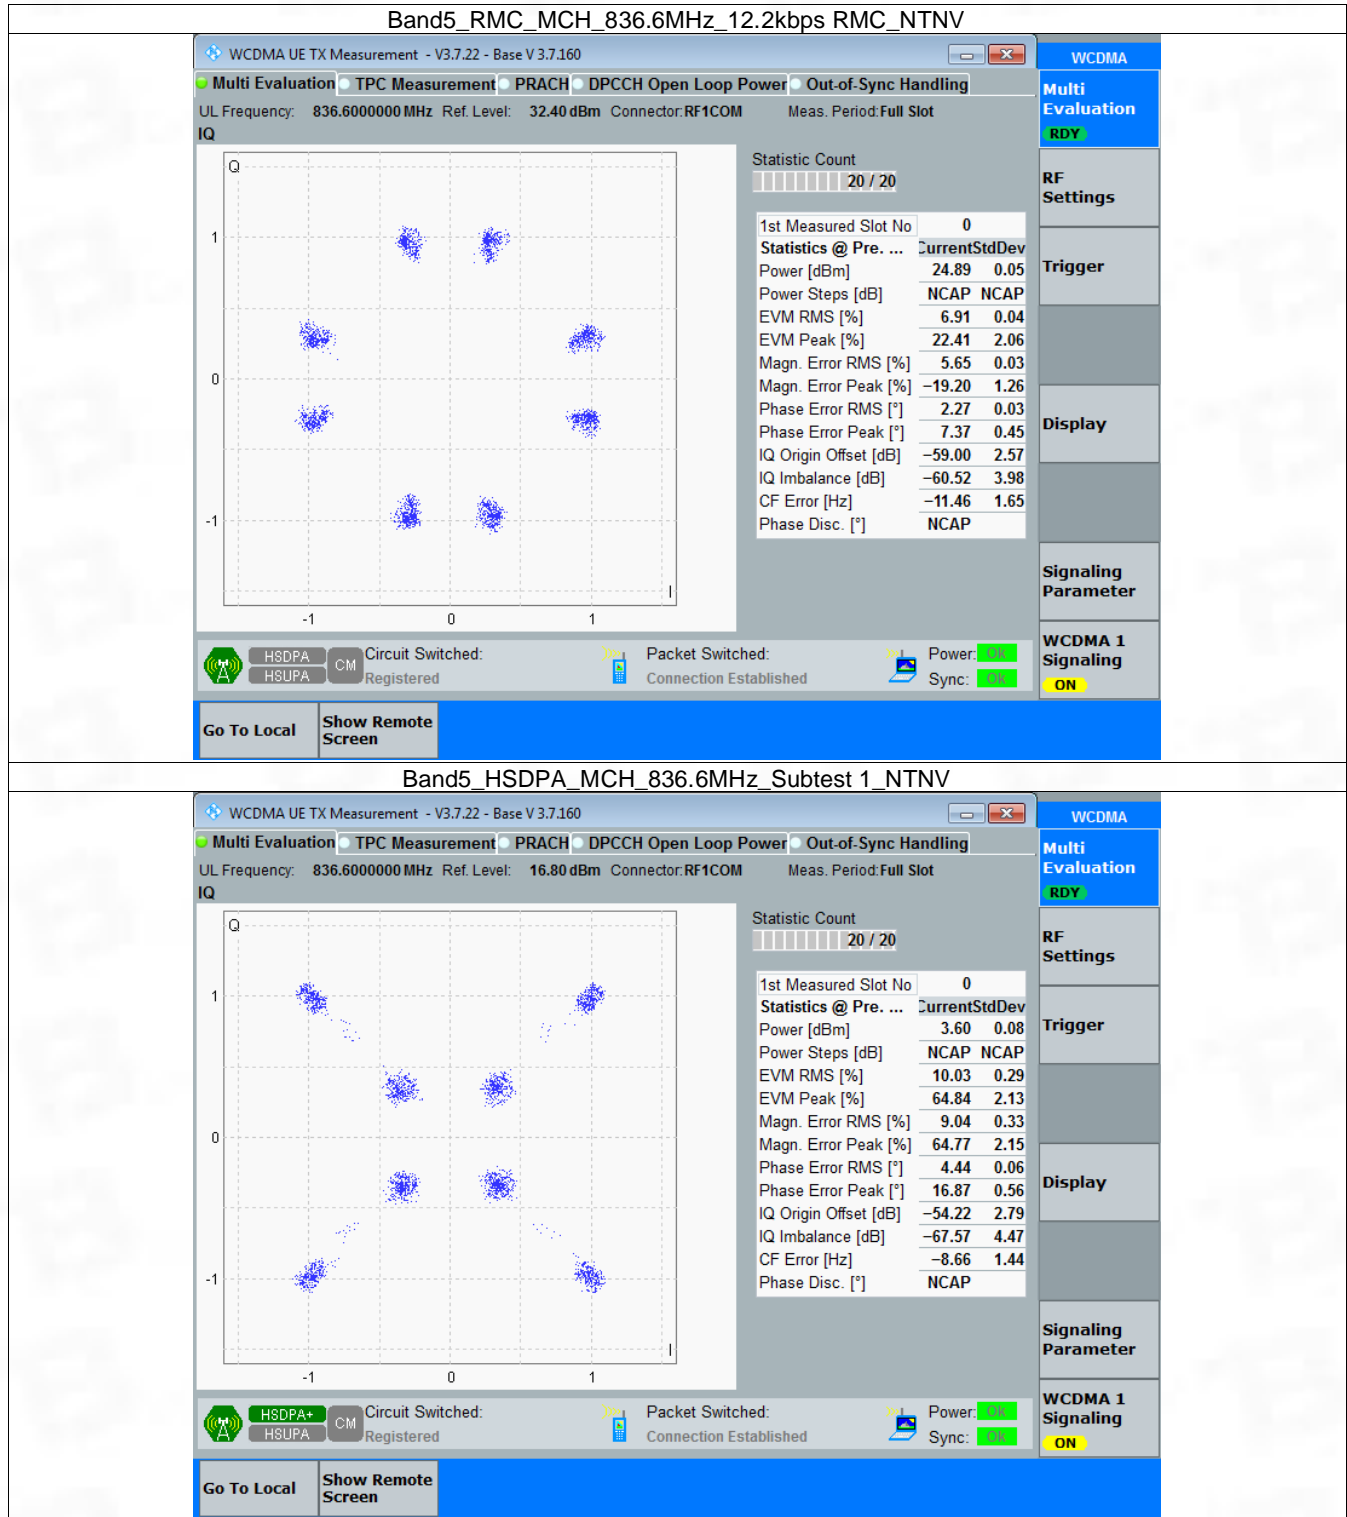 Band5_RMC_MCH_836.6MHz_12.2kbps RMC_NTNV
WCDMA UE TX Measurement - V3.7.22 - Base V 3.7.160
WCDMA
Multi Evaluation TPC Measurement PRACH DPCCH Open Loop Power Out-of-Sync Handling
Multi
Evaluation
RDY
UL Frequency: 836.6000000 MHz Ref. Level: 32.40 dBm Connector: RF1COM Meas. Period: Full Slot
IQ
Q
1
0
-1
-1 0 1
I
Statistic Count
20 / 20
1st Measured Slot No 0
Statistics @ Pre. ... Current StdDev
Power [dBm] 24.89 0.05
Power Steps [dB] NCAP NCAP
EVM RMS [%] 6.91 0.04
EVM Peak [%] 22.41 2.06
Magn. Error RMS [%] 5.65 0.03
Magn. Error Peak [%] −19.20 1.26
Phase Error RMS [°] 2.27 0.03
Phase Error Peak [°] 7.37 0.45
IQ Origin Offset [dB] −59.00 2.57
IQ Imbalance [dB] −60.52 3.98
CF Error [Hz] −11.46 1.65
Phase Disc. [°] NCAP
RF
Settings
Trigger
Display
Signaling
Parameter
WCDMA 1
Signaling
ON
HSDPA
HSUPA
CM
Circuit Switched:
Registered
Packet Switched:
Connection Established
Power: Ok
Sync: Ok
Go To Local
Show Remote
Screen
Band5_HSDPA_MCH_836.6MHz_Subtest 1_NTNV
WCDMA UE TX Measurement - V3.7.22 - Base V 3.7.160
WCDMA
Multi Evaluation TPC Measurement PRACH DPCCH Open Loop Power Out-of-Sync Handling
Multi
Evaluation
RDY
UL Frequency: 836.6000000 MHz Ref. Level: 16.80 dBm Connector: RF1COM Meas. Period: Full Slot
IQ
Q
1
0
-1
-1 0 1
I
Statistic Count
20 / 20
1st Measured Slot No 0
Statistics @ Pre. ... Current StdDev
Power [dBm] 3.60 0.08
Power Steps [dB] NCAP NCAP
EVM RMS [%] 10.03 0.29
EVM Peak [%] 64.84 2.13
Magn. Error RMS [%] 9.04 0.33
Magn. Error Peak [%] 64.77 2.15
Phase Error RMS [°] 4.44 0.06
Phase Error Peak [°] 16.87 0.56
IQ Origin Offset [dB] −54.22 2.79
IQ Imbalance [dB] −67.57 4.47
CF Error [Hz] −8.66 1.44
Phase Disc. [°] NCAP
RF
Settings
Trigger
Display
Signaling
Parameter
WCDMA 1
Signaling
ON
HSDPA+
HSUPA
CM
Circuit Switched:
Registered
Packet Switched:
Connection Established
Power: Ok
Sync: Ok
Go To Local
Show Remote
Screen